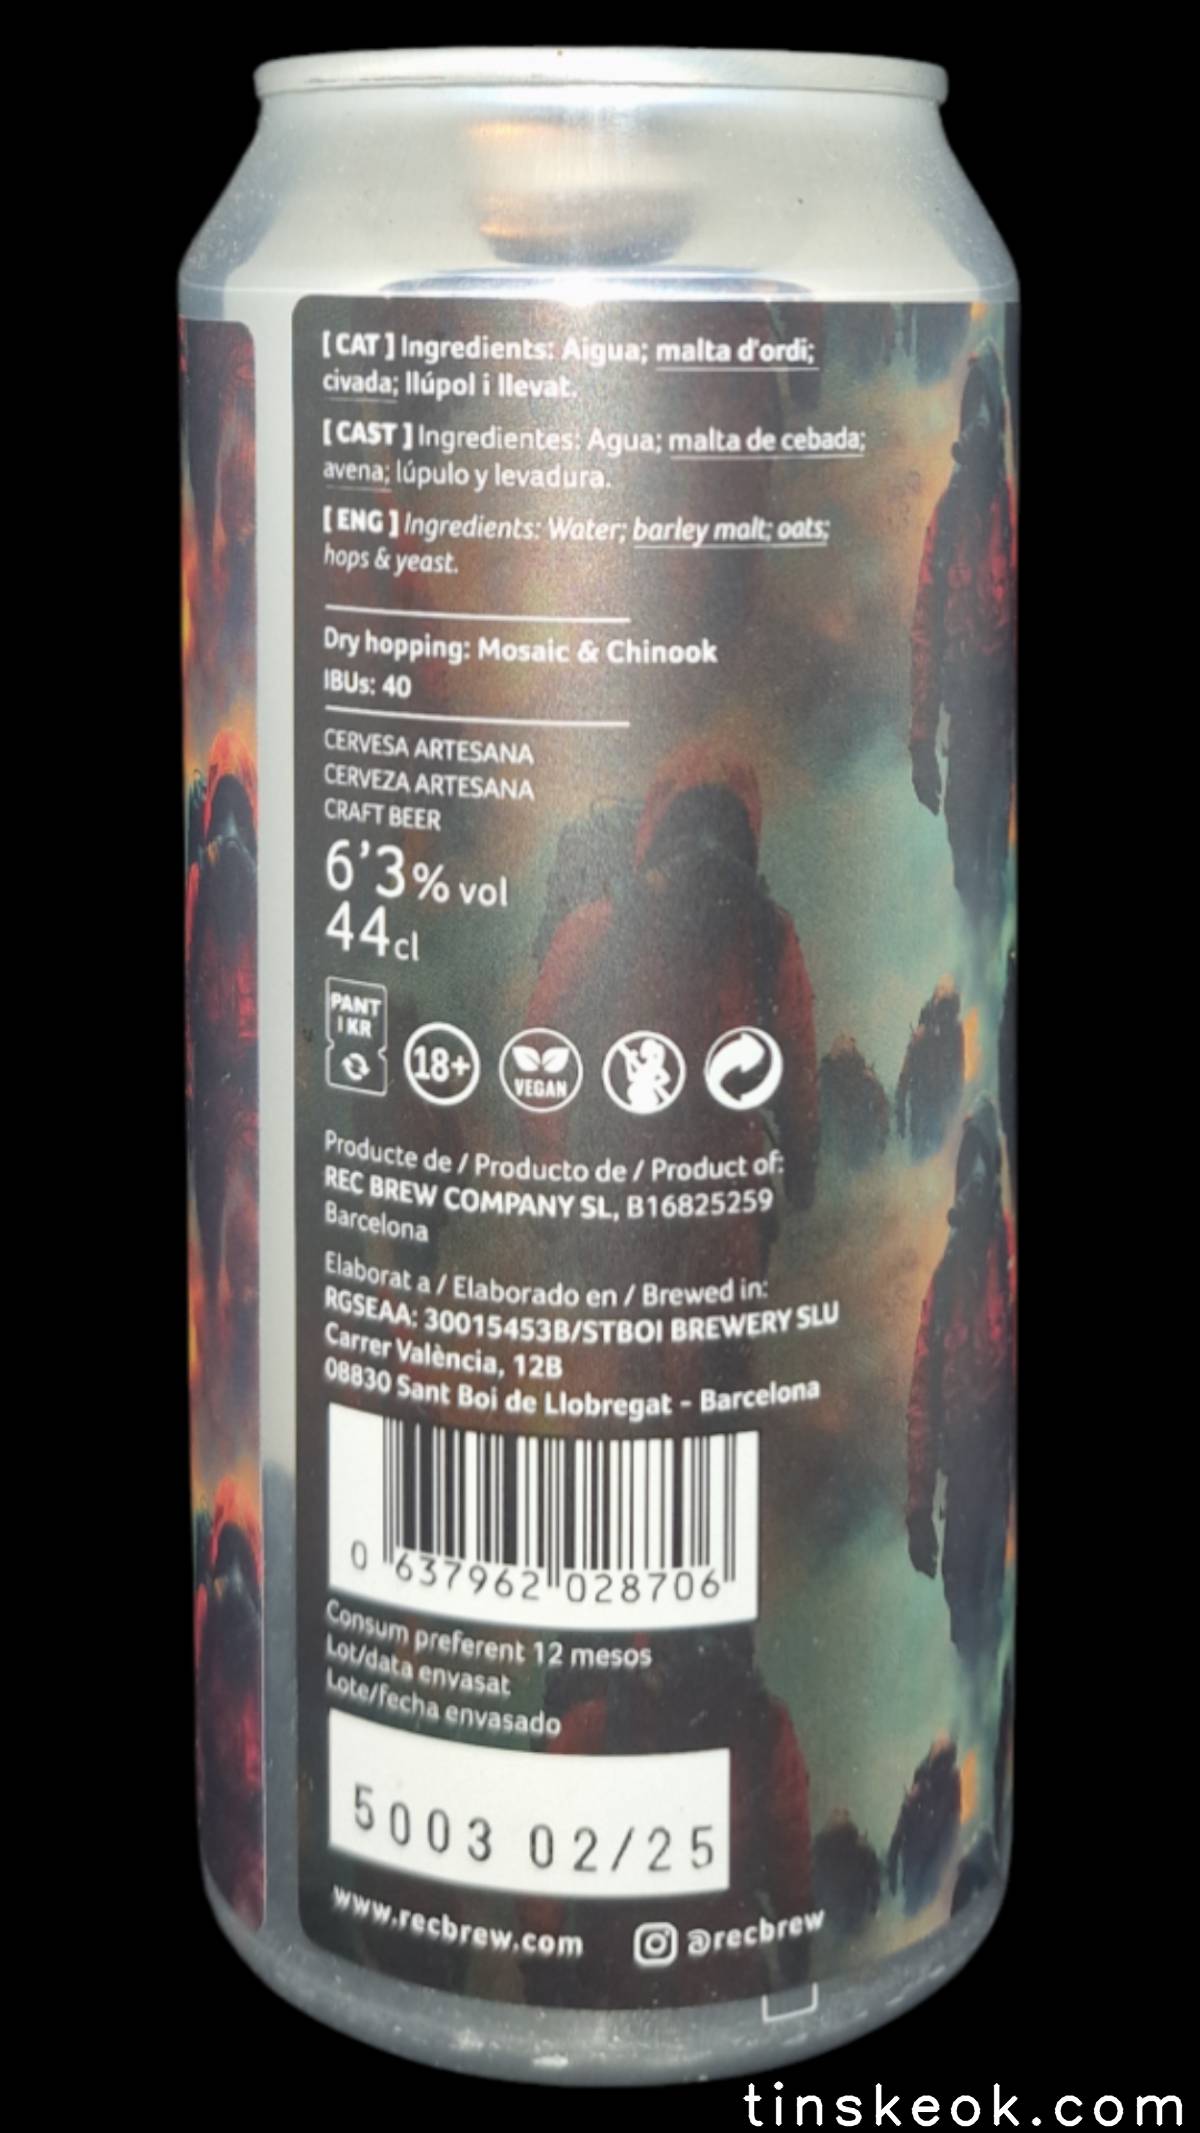 [ CAT ] Ingredients: Aigua; malta d'ordi;
civada; llúpol i llevat.
[ CAST ] Ingredientes: Agua; malta de cebada;
avena; lúpulo y levadura.
[ ENG ] Ingredients: Water; barley malt; oats;
hops & yeast.
Dry hopping: Mosaic & Chinook
IBUs: 40
CERVESA ARTESANA
CERVEZA ARTESANA
CRAFT BEER
6'3% vol
44cl
PANT
1 KR
18+
VEGAN
Producte de / Producto de / Product of:
REC BREW COMPANY SL, B16825259
Barcelona
Elaborat a / Elaborado en / Brewed in:
RGSEAA: 30015453B/STBOI BREWERY SLU
Carrer València, 12B
08830 Sant Boi de Llobregat - Barcelona
0 637962 028706
Consum preferent 12 mesos
Lot/data envasat
Lote/fecha envasado
5003 02/25
www.recbrew.com @recbrew
tinskeok.com